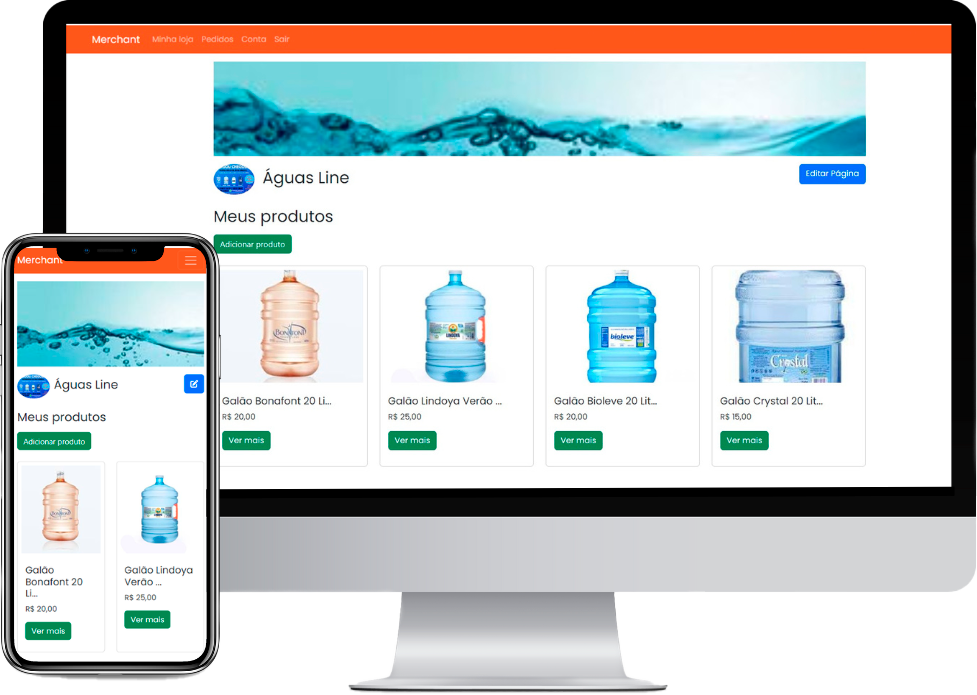 Merchant Minha loja Pedidos Conta Sair
Águas Line
Editar Página
Meus produtos
Adicionar produto
BONAFONT
LINDOYA
bioleve
Crystal
Galão Bonafont 20 Li...
Galão Lindoya Verão ...
Galão Bioleve 20 Lit...
Galão Crystal 20 Lit...
R$ 20,00
R$ 25,00
R$ 20,00
R$ 15,00
Ver mais
Ver mais
Ver mais
Ver mais
Merchant
Águas Line
Meus produtos
Adicionar produto
BONAFONT
Galão
Bonafont 20
Li...
R$ 20,00
Ver mais
Galão Lindoya
Verão ...
R$ 25,00
Ver mais